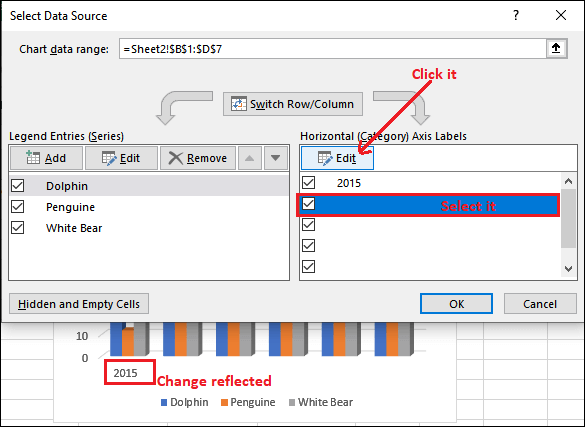 Select Data Source
Chart data range: =Sheet2!$B$1:$D$7
Click it
Switch Row/Column
Legend Entries (Series)
Horizontal (Category) Axis Labels
Add Edit Remove
Edit
Dolphin
Penguine
White Bear
2015
Select it
Hidden and Empty Cells
OK
Cancel
10
0
2015
Change reflected
Dolphin Penguine White Bear